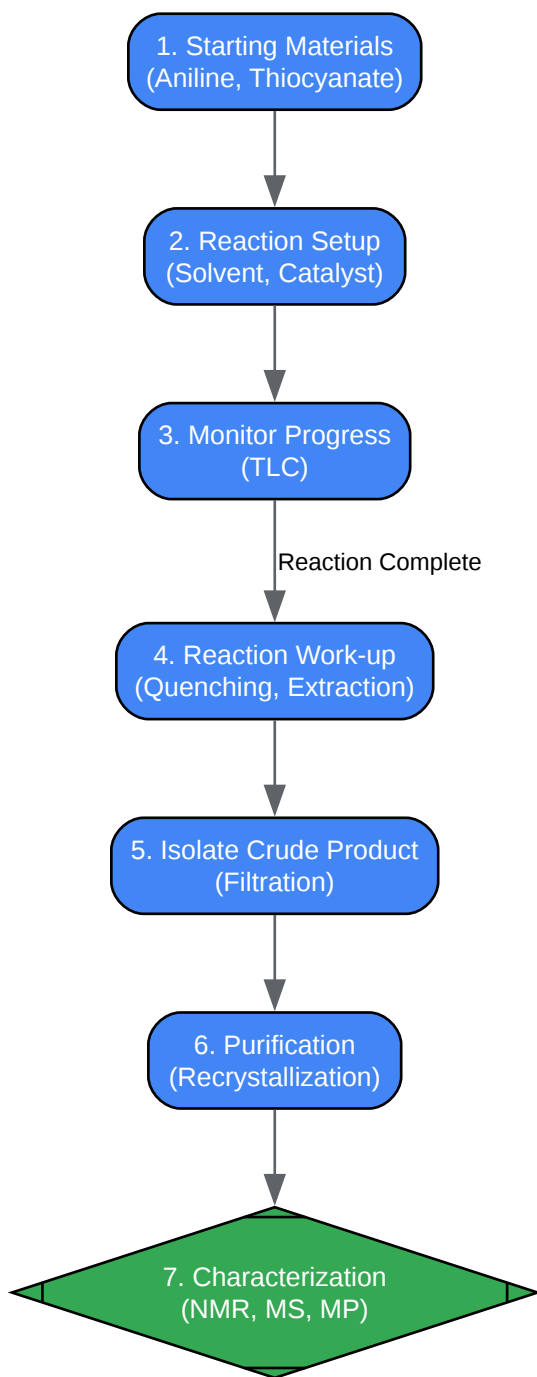 1. Starting Materials
(Aniline, Thiocyanate)
2. Reaction Setup
(Solvent, Catalyst)
3. Monitor Progress
(TLC)
Reaction Complete
4. Reaction Work-up
(Quenching, Extraction)
5. Isolate Crude Product
(Filtration)
6. Purification
(Recrystallization)
7. Characterization
(NMR, MS, MP)